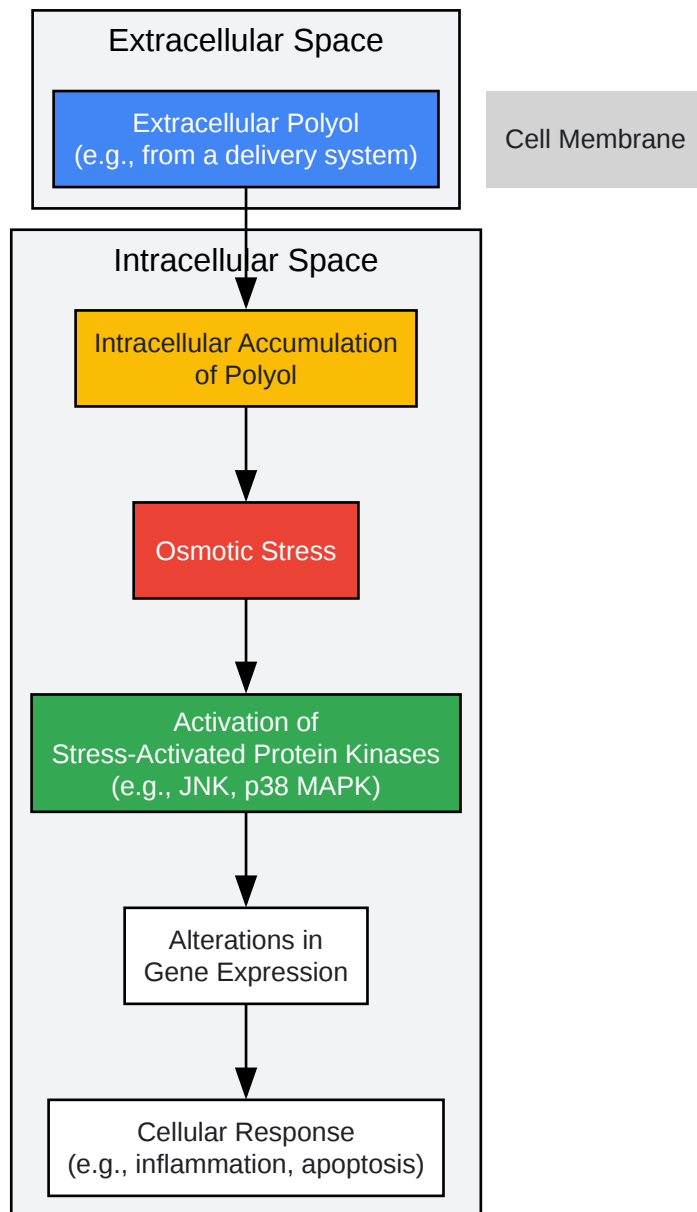 Extracellular Space
Extracellular Polyol
(e.g., from a delivery system)
Cell Membrane
Intracellular Space
Intracellular Accumulation
of Polyol
Osmotic Stress
Activation of
Stress-Activated Protein Kinases
(e.g., JNK, p38 MAPK)
Alterations in
Gene Expression
Cellular Response
(e.g., inflammation, apoptosis)